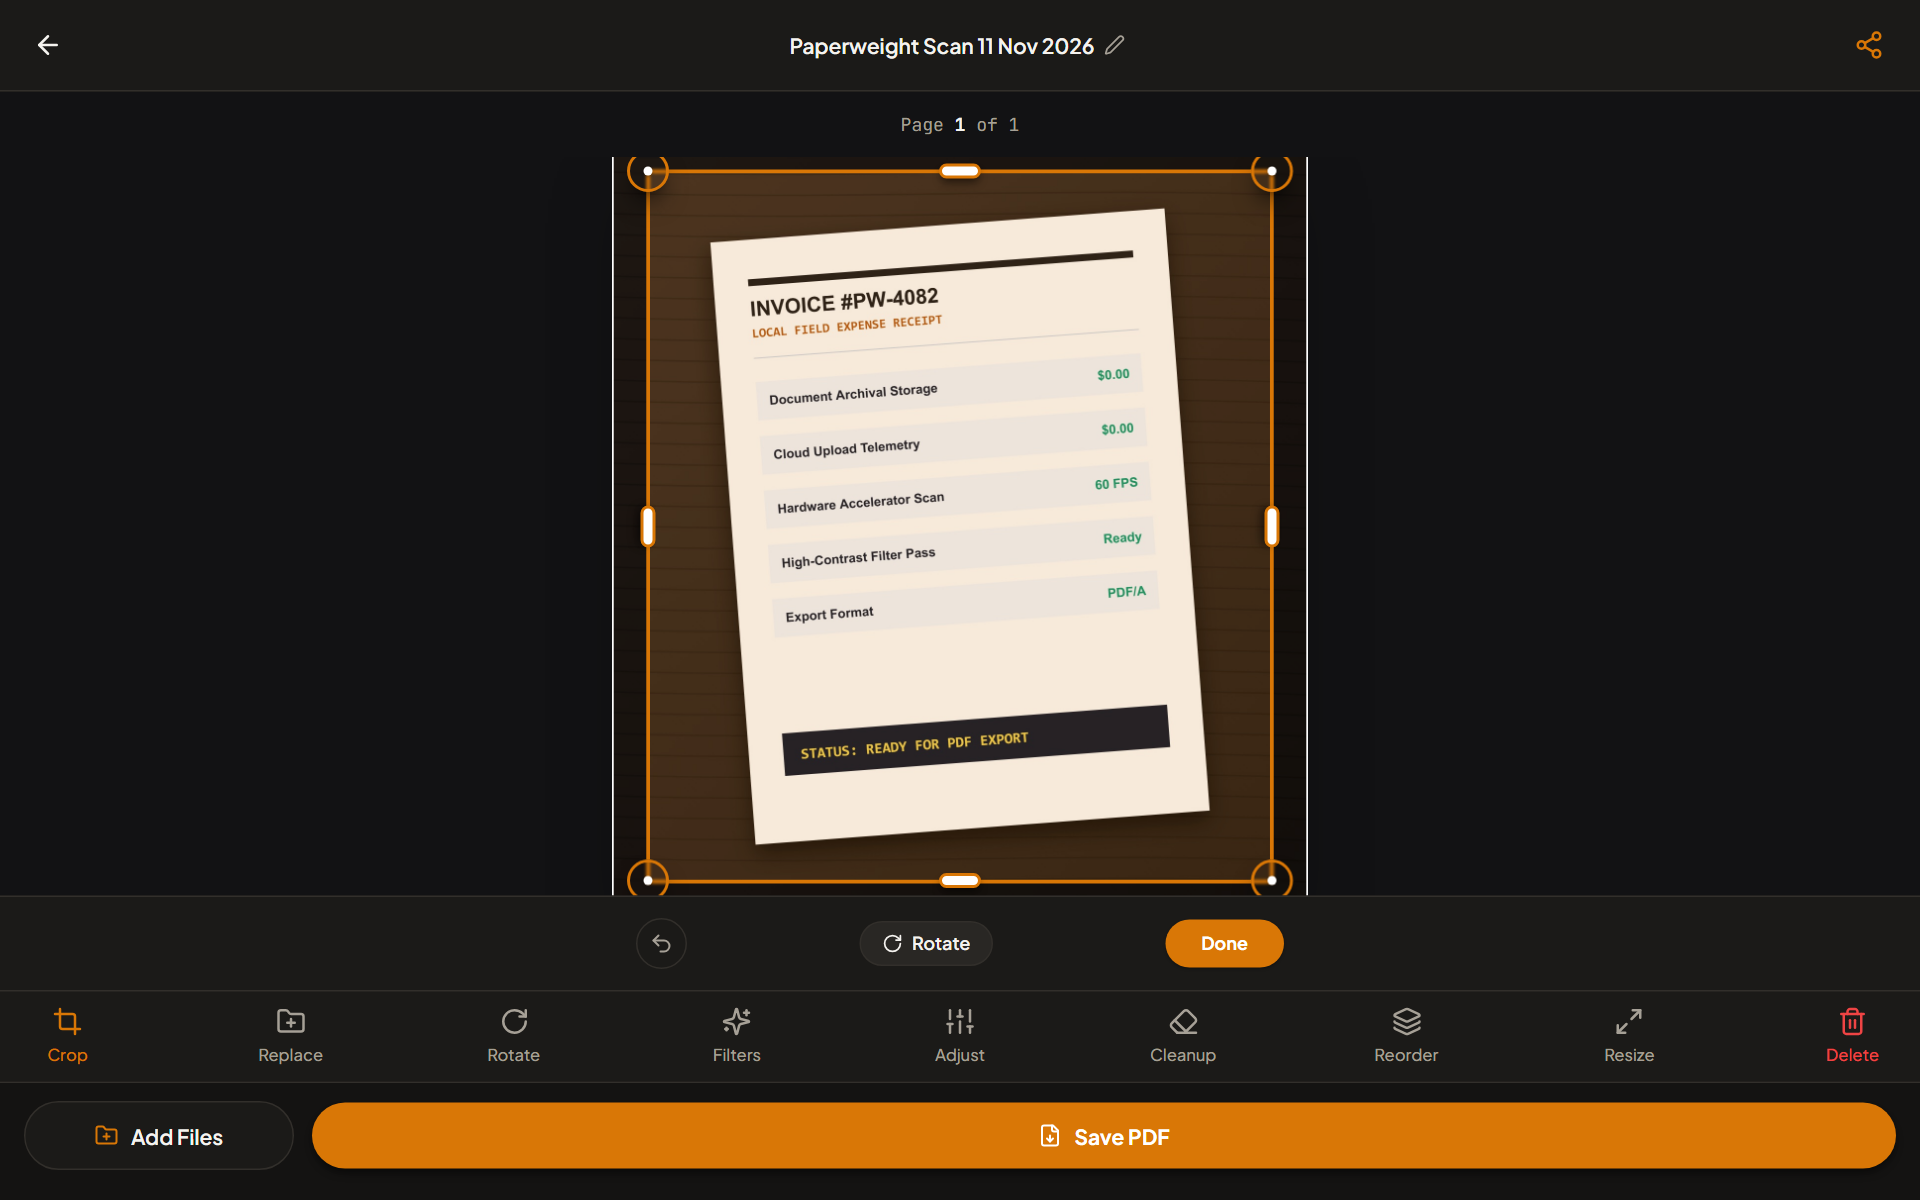 Paperweight Scan 11 Nov 2026
Page 1 of 1
INVOICE #PW-4082
LOCAL FIELD EXPENSE RECEIPT
Document Archival Storage $0.00
Cloud Upload Telemetry $0.00
Hardware Accelerator Scan 60 FPS
High-Contrast Filter Pass Ready
Export Format PDF/A
STATUS: READY FOR PDF EXPORT
Rotate Done
Crop Replace Rotate Filters Adjust Cleanup Reorder Resize Delete
Add Files Save PDF